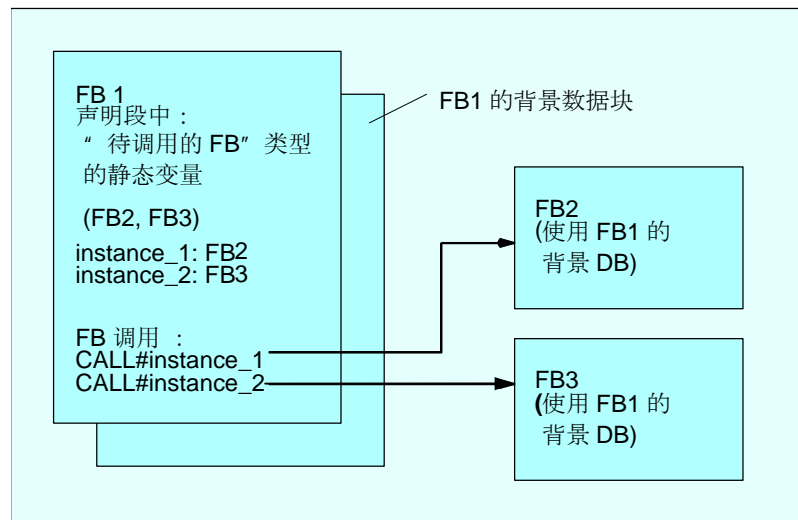 FB 1
声明段中：
“ 待调用的 FB” 类型
的静态变量
(FB2, FB3)
instance_1: FB2
instance_2: FB3
FB 调用 ：
CALL#instance_1
CALL#instance_2
FB1 的背景数据块
FB2
(使用 FB1 的
背景 DB)
FB3
(使用 FB1 的
背景 DB)